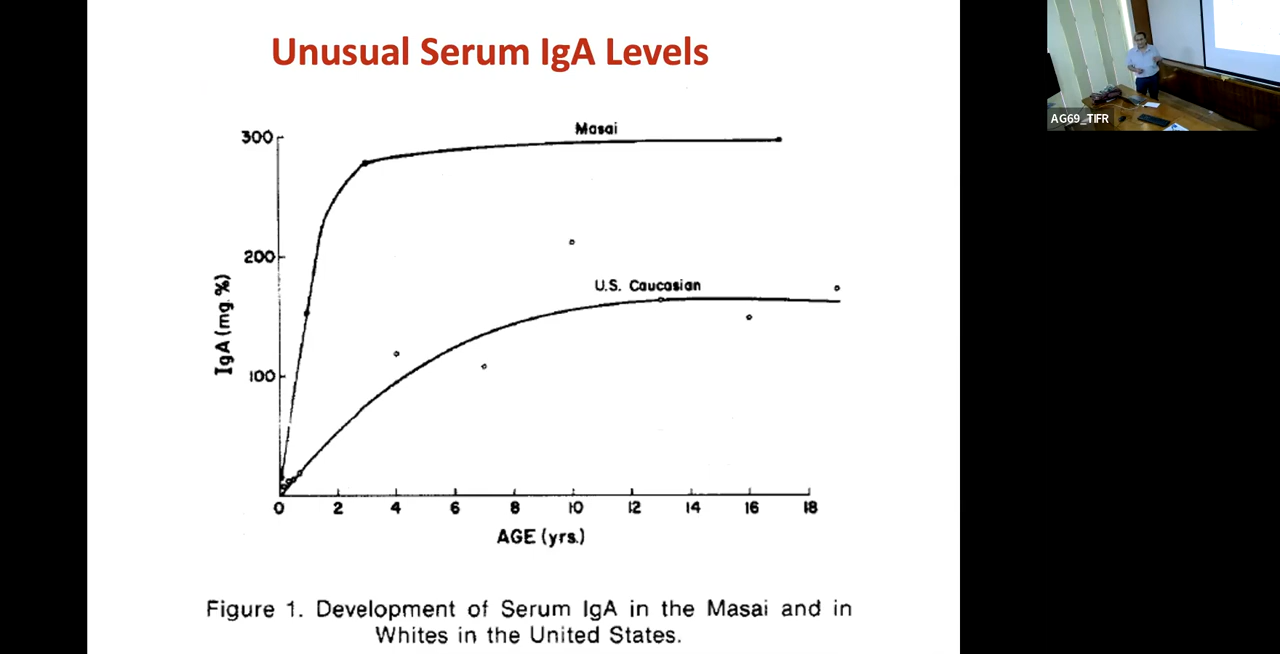 Unusual Serum IgA Levels
AG69_TIFR
Masai
300
200
U.S. Caucasian
IgA (mg. %)
100
0 2 4 6 8 10 12 14 16 18
AGE (yrs.)
Figure 1. Development of Serum IgA in the Masai and in
Whites in the United States.